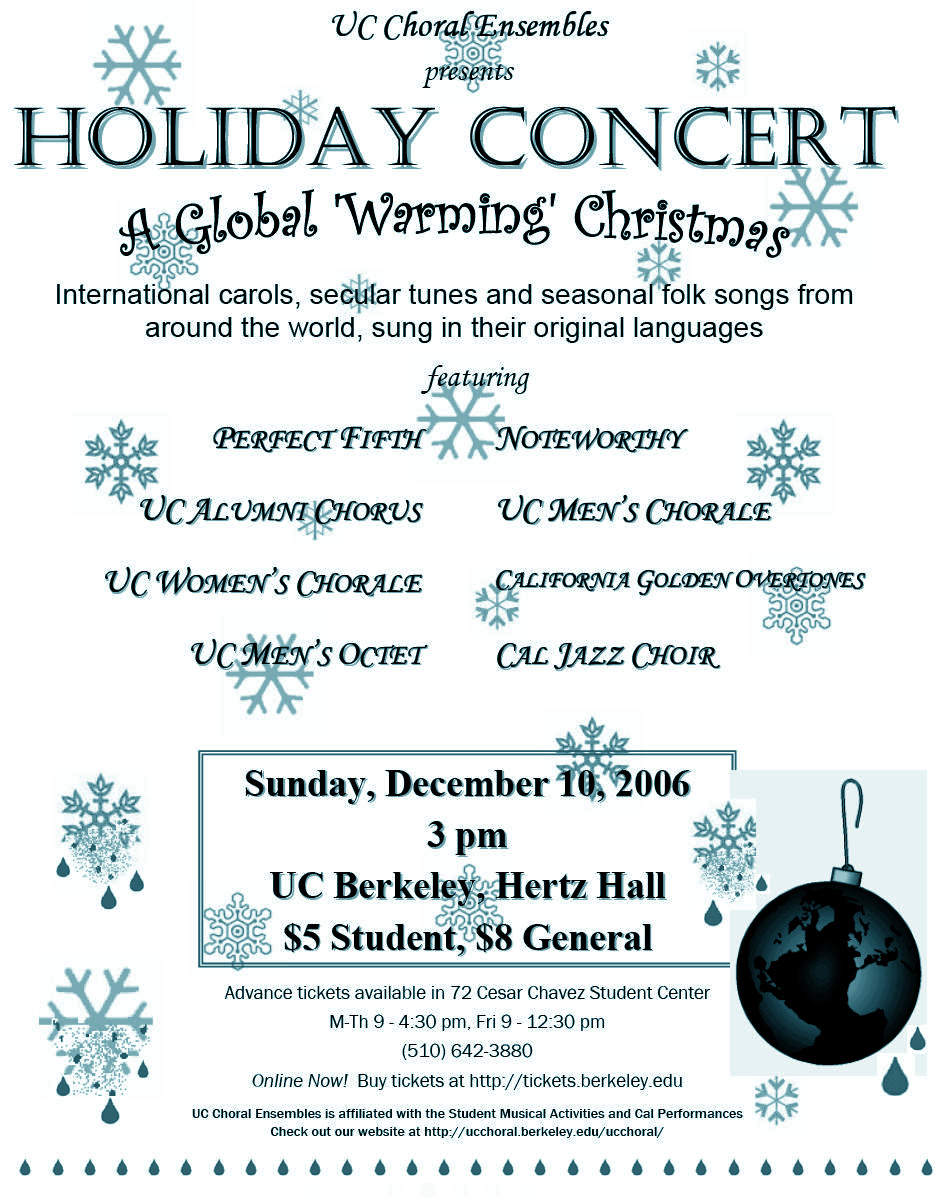 UC Choral Ensembles
presents
HOLIDAY CONCERT
A Global 'Warming' Christmas
International carols, secular tunes and seasonal folk songs from
around the world, sung in their original languages
featuring
PERFECT FIFTH NOTEWORTHY
UC ALUMNI CHORUS UC MEN'S CHORALE
UC WOMEN'S CHORALE CALIFORNIA GOLDEN OVERTONES
UC MEN'S OCTET CAL JAZZ CHOIR
Sunday, December 10, 2006
3 pm
UC Berkeley, Hertz Hall
$5 Student, $8 General
Advance tickets available in 72 Cesar Chavez Student Center
M-Th 9 - 4:30 pm, Fri 9 - 12:30 pm
(510) 642-3880
Online Now! Buy tickets at http://tickets.berkeley.edu
UC Choral Ensembles is affiliated with the Student Musical Activities and Cal Performances
Check out our website at http://ucchoral.berkeley.edu/ucchoral/